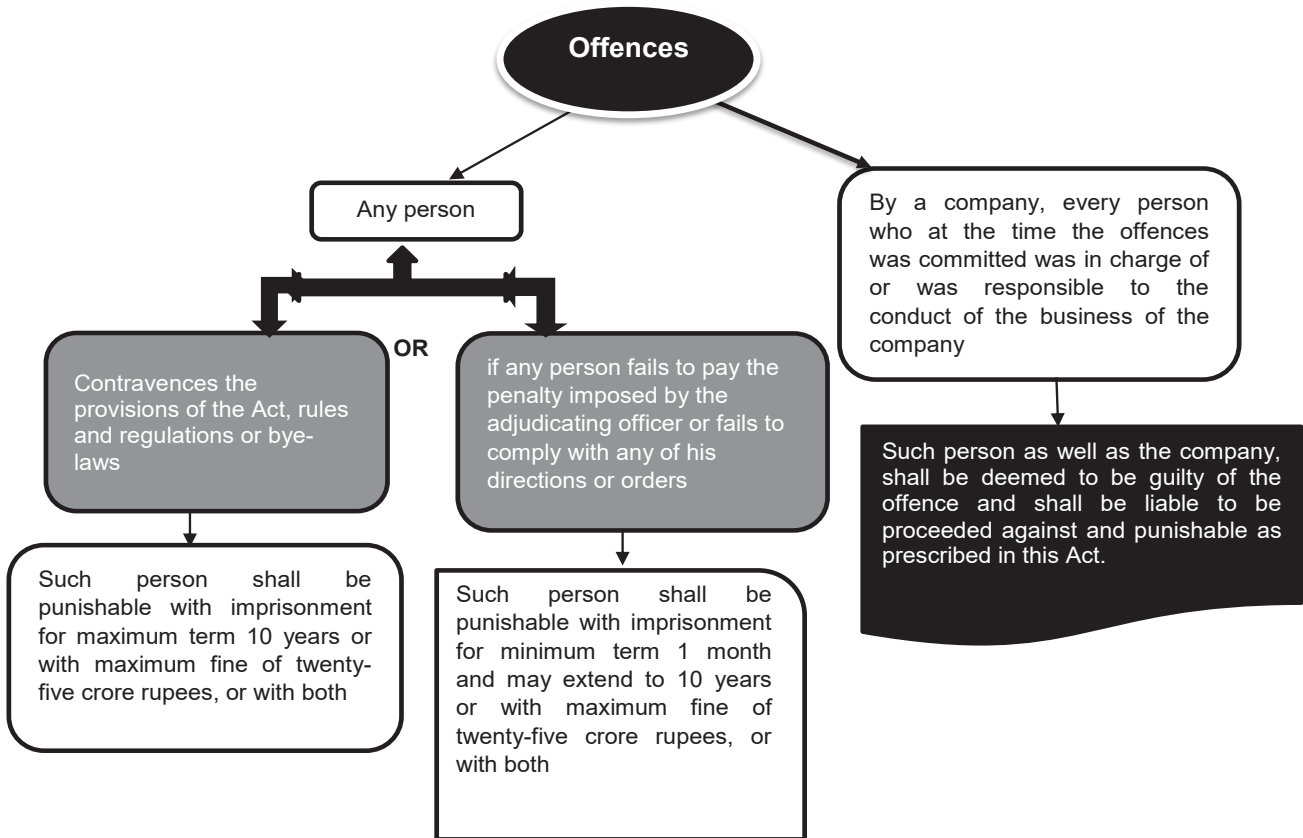 Offences
Any person
By a company, every person
who at the time the offences
was committed was in charge of
or was responsible to the
conduct of the business of the
company
OR
Contravences the
provisions of the Act, rules
and regulations or bye-
laws
if any person fails to pay the
penalty imposed by the
adjudicating officer or fails to
comply with any of his
directions or orders
Such person as well as the company,
shall be deemed to be guilty of the
offence and shall be liable to be
proceeded against and punishable as
prescribed in this Act.
Such person shall be
punishable with imprisonment
for maximum term 10 years or
with maximum fine of twenty-
five crore rupees, or with both
Such person shall be
punishable with imprisonment
for minimum term 1 month
and may extend to 10 years
or with maximum fine of
twenty-five crore rupees, or
with both